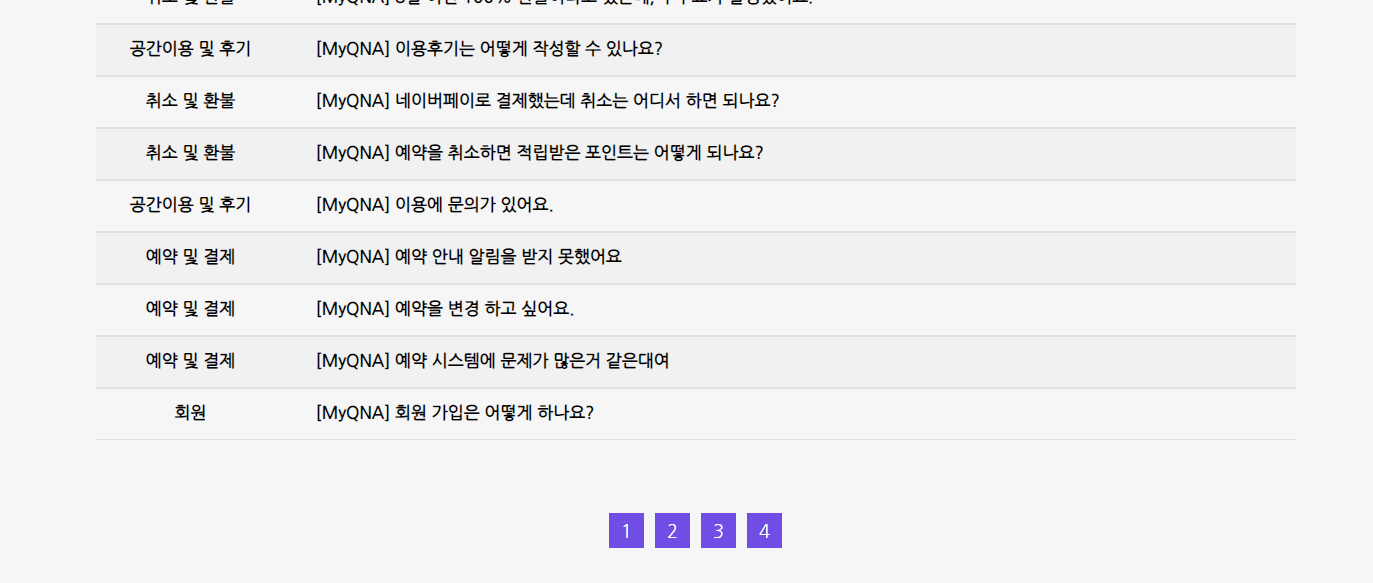 공간이용 및 후기 [MyQNA] 이용후기는 어떻게 작성할 수 있나요?
취소 및 환불 [MyQNA] 네이버페이로 결제했는데 취소는 어디서 하면 되나요?
취소 및 환불 [MyQNA] 예약을 취소하면 적립받은 포인트는 어떻게 되나요?
공간이용 및 후기 [MyQNA] 이용에 문의가 있어요.
예약 및 결제 [MyQNA] 예약 안내 알림을 받지 못했어요
예약 및 결제 [MyQNA] 예약을 변경 하고 싶어요.
예약 및 결제 [MyQNA] 예약 시스템에 문제가 많은거 같은대여
회원 [MyQNA] 회원 가입은 어떻게 하나요?
1 2 3 4